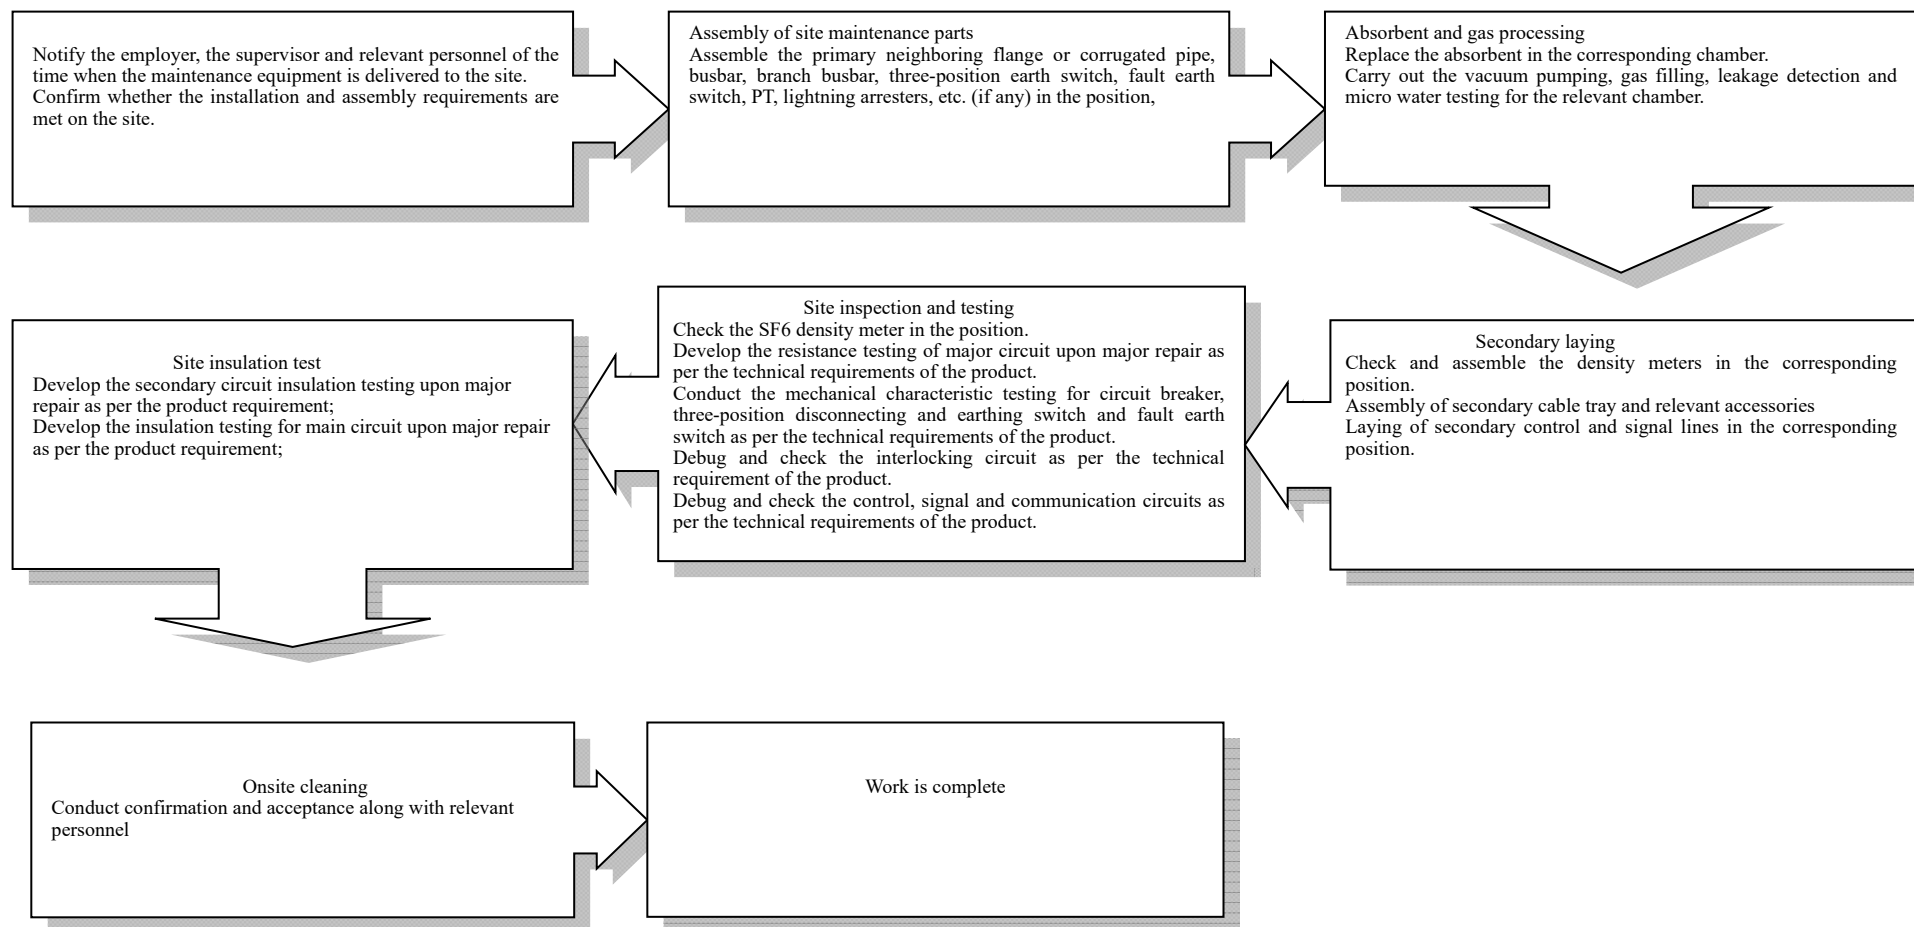 Notify the employer, the supervisor and relevant personnel of the
time when the maintenance equipment is delivered to the site.
Confirm whether the installation and assembly requirements are
met on the site.
Assembly of site maintenance parts
Assemble the primary neighboring flange or corrugated pipe,
busbar, branch busbar, three-position earth switch, fault earth
switch, PT, lightning arresters, etc. (if any) in the position,
Absorbent and gas processing
Replace the absorbent in the corresponding chamber.
Carry out the vacuum pumping, gas filling, leakage detection and
micro water testing for the relevant chamber.
Secondary laying
Check and assemble the density meters in the corresponding
position.
Assembly of secondary cable tray and relevant accessories
Laying of secondary control and signal lines in the corresponding
position.
Site inspection and testing
Check the SF6 density meter in the position.
Develop the resistance testing of major circuit upon major repair as
per the technical requirements of the product.
Conduct the mechanical characteristic testing for circuit breaker,
three-position disconnecting and earthing switch and fault earth
switch as per the technical requirements of the product.
Debug and check the interlocking circuit as per the technical
requirement of the product.
Debug and check the control, signal and communication circuits as
per the technical requirements of the product.
Site insulation test
Develop the secondary circuit insulation testing upon major
repair as per the product requirement;
Develop the insulation testing for main circuit upon major repair
as per the product requirement;
Onsite cleaning
Conduct confirmation and acceptance along with relevant
personnel
Work is complete